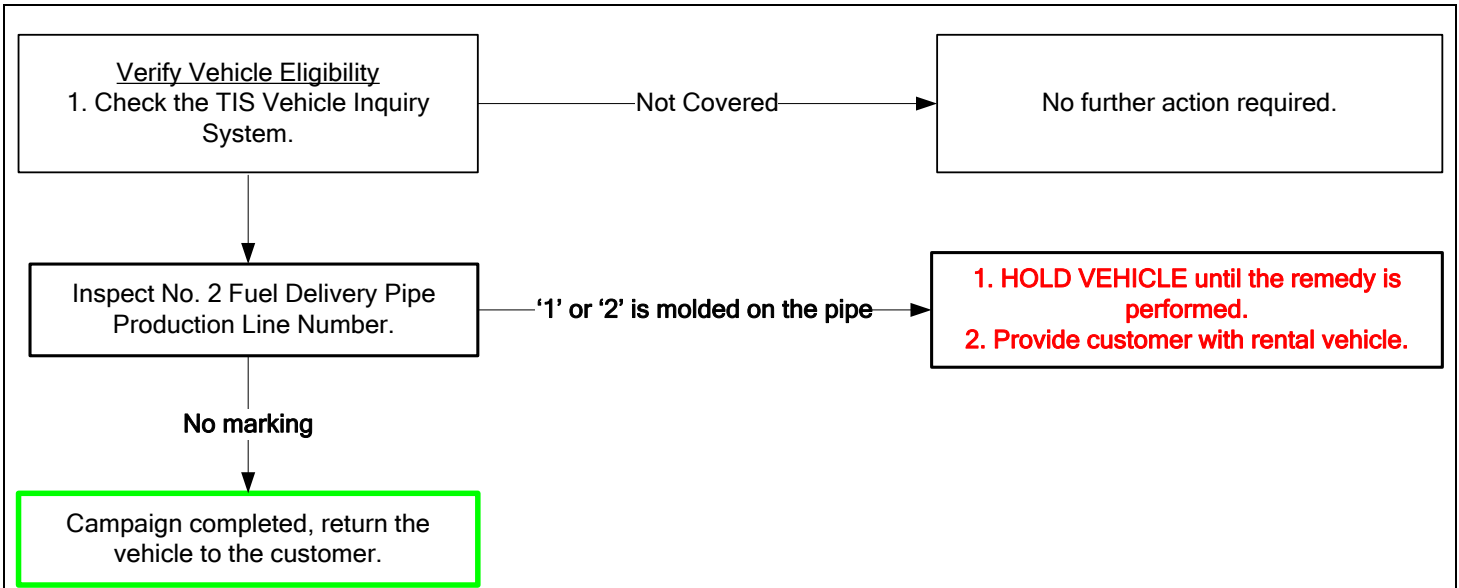 Verify Vehicle Eligibility
1. Check the TIS Vehicle Inquiry
System.
Not Covered
No further action required.
Inspect No. 2 Fuel Delivery Pipe
Production Line Number.
‘1’ or ‘2’ is molded on the pipe
1. HOLD VEHICLE until the remedy is
performed.
2. Provide customer with rental vehicle.
No marking
Campaign completed, return the
vehicle to the customer.